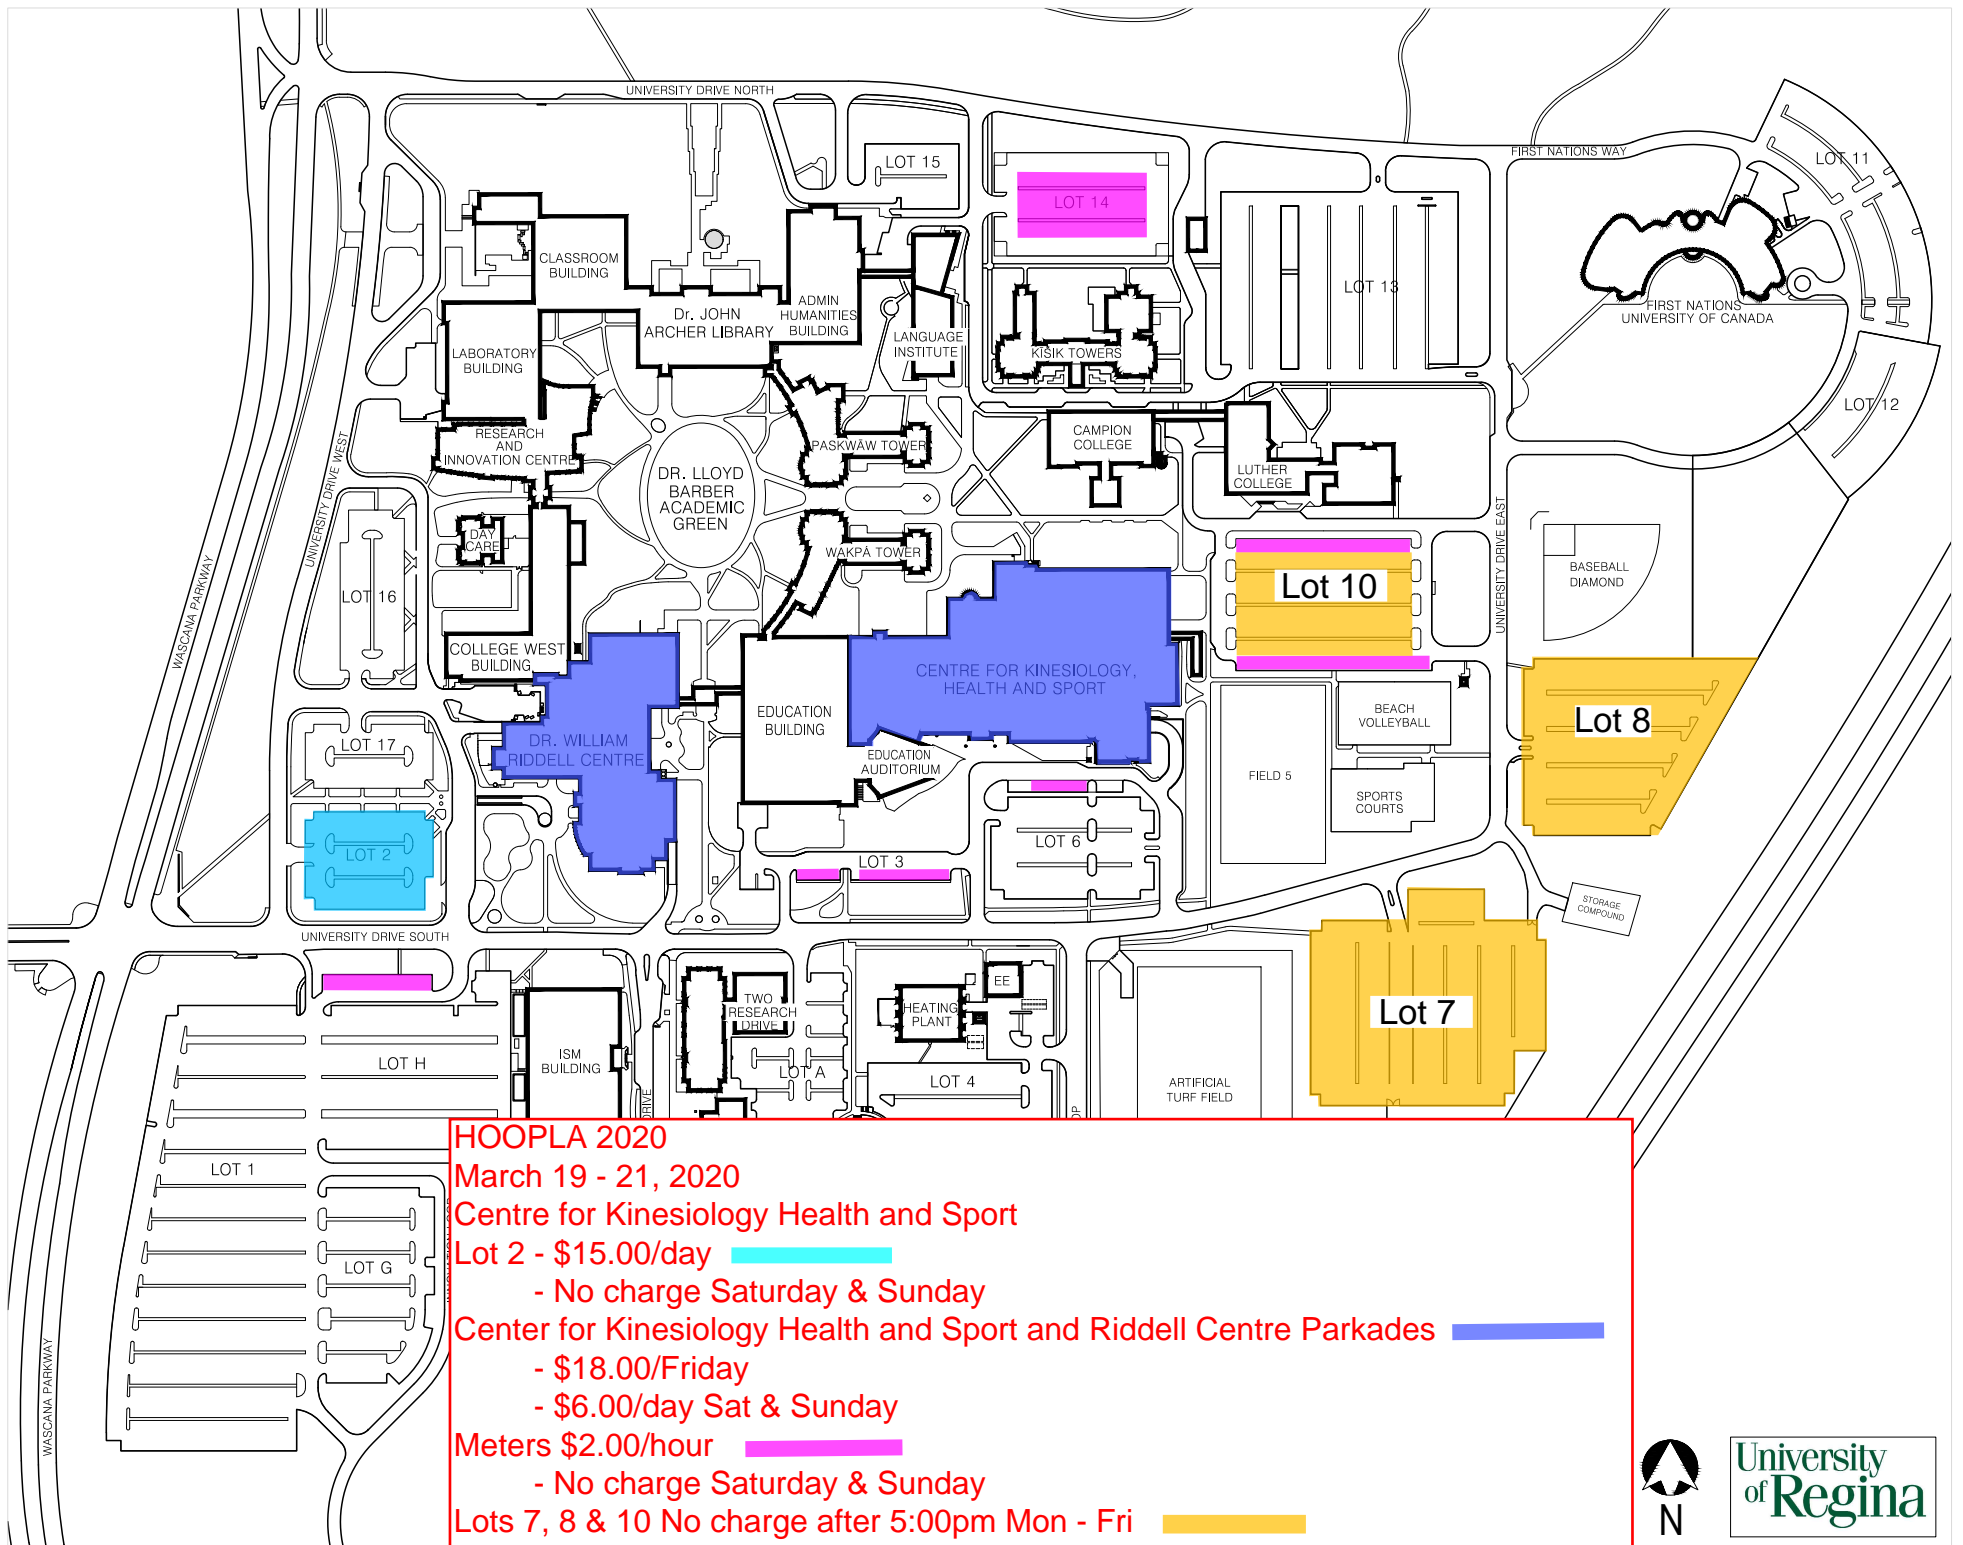 UNIVERSITY DRIVE NORTH
FIRST NATIONS WAY
LOT 11
LOT 15
LOT 14
CLASSROOM
BUILDING
Dr. JOHN
ARCHER LIBRARY
ADMIN
HUMANITIES
BUILDING
LOT 13
FIRST NATIONS
UNIVERSITY OF CANADA
LANGUAGE
INSTITUTE
KĪSIK TOWERS
LABORATORY
BUILDING
LOT 12
RESEARCH
AND
INNOVATION CENTRE
PASKWĀW TOWER
CAMPION
COLLEGE
LUTHER
COLLEGE
DR. LLOYD
BARBER
ACADEMIC
GREEN
UNIVERSITY DRIVE WEST
UNIVERSITY DRIVE EAST
DAY
CARE
WAKPĀ TOWER
BASEBALL
DIAMOND
Lot 10
LOT 16
WASCANA PARKWAY
COLLEGE WEST
BUILDING
CENTRE FOR KINESIOLOGY,
HEALTH AND SPORT
EDUCATION
BUILDING
BEACH
VOLLEYBALL
Lot 8
LOT 17
DR. WILLIAM
RIDDELL CENTRE
EDUCATION
AUDITORIUM
FIELD 5
SPORTS
COURTS
LOT 2
LOT 3
LOT 6
STORAGE
COMPOUND
UNIVERSITY DRIVE SOUTH
TWO
RESEARCH
DRIVE
EE
HEATING
PLANT
Lot 7
LOT H
ISM
BUILDING
LOT A
LOT 4
ARTIFICIAL
TURF FIELD
DRIVE
OP
LOT 1
LOT G
WASCANA PARKWAY
HOOPLA 2020
March 19 - 21, 2020
Centre for Kinesiology Health and Sport
Lot 2 - $15.00/day
- No charge Saturday & Sunday
Center for Kinesiology Health and Sport and Riddell Centre Parkades
- $18.00/Friday
- $6.00/day Sat & Sunday
Meters $2.00/hour
- No charge Saturday & Sunday
Lots 7, 8 & 10 No charge after 5:00pm Mon - Fri
N
University
of Regina